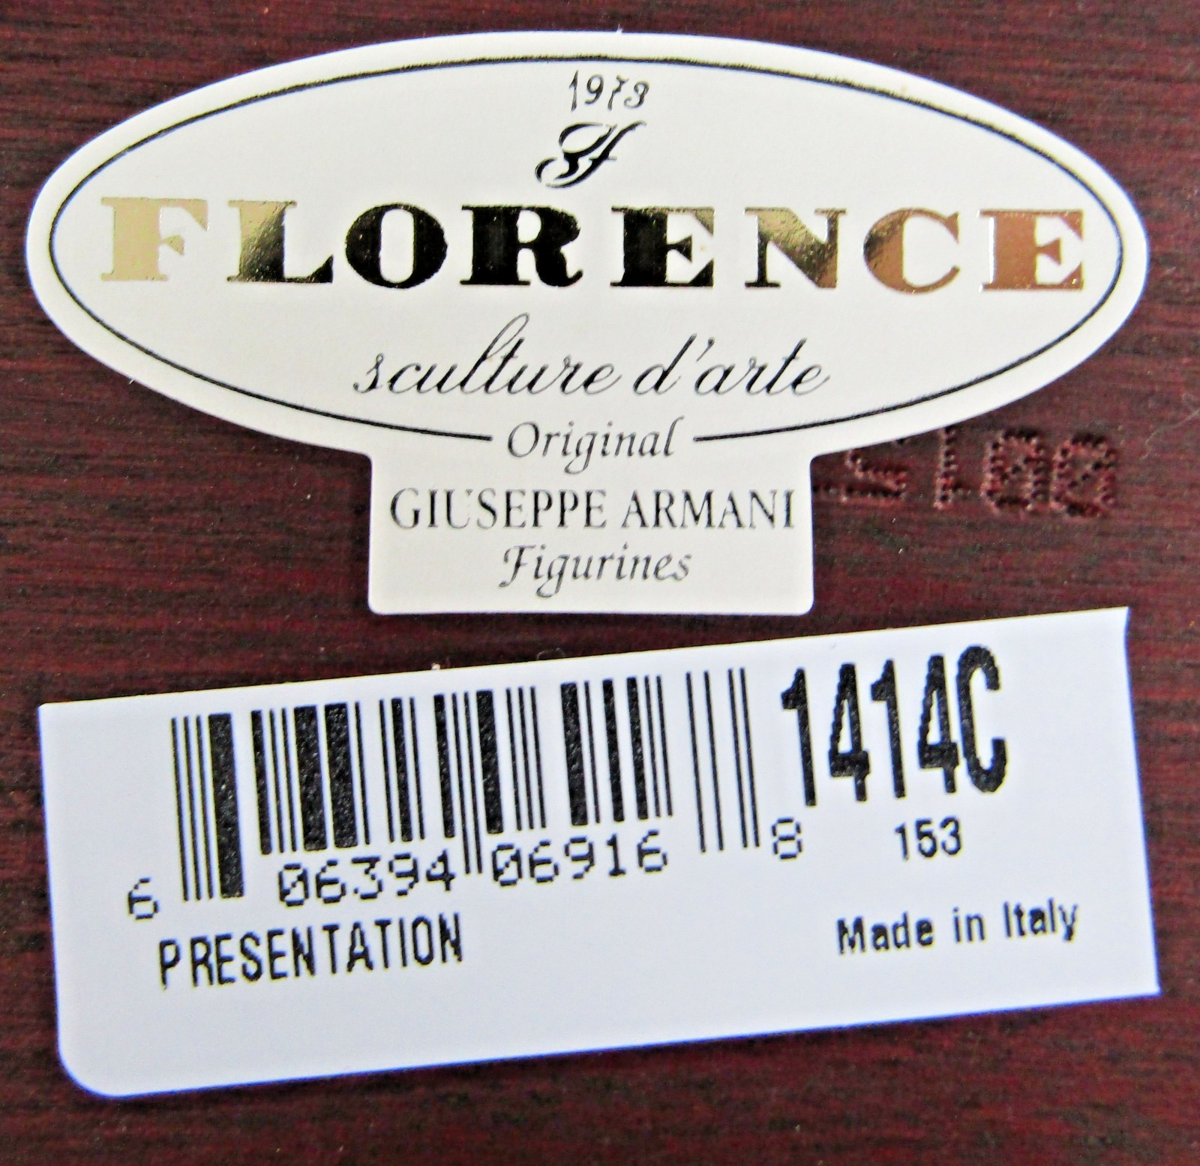 1973
FLORENCE
sculture d'arte
Original
GIUSEPPE ARMANI
Figurines
1414C
6 06394 06916 8
153
PRESENTATION
Made in Italy